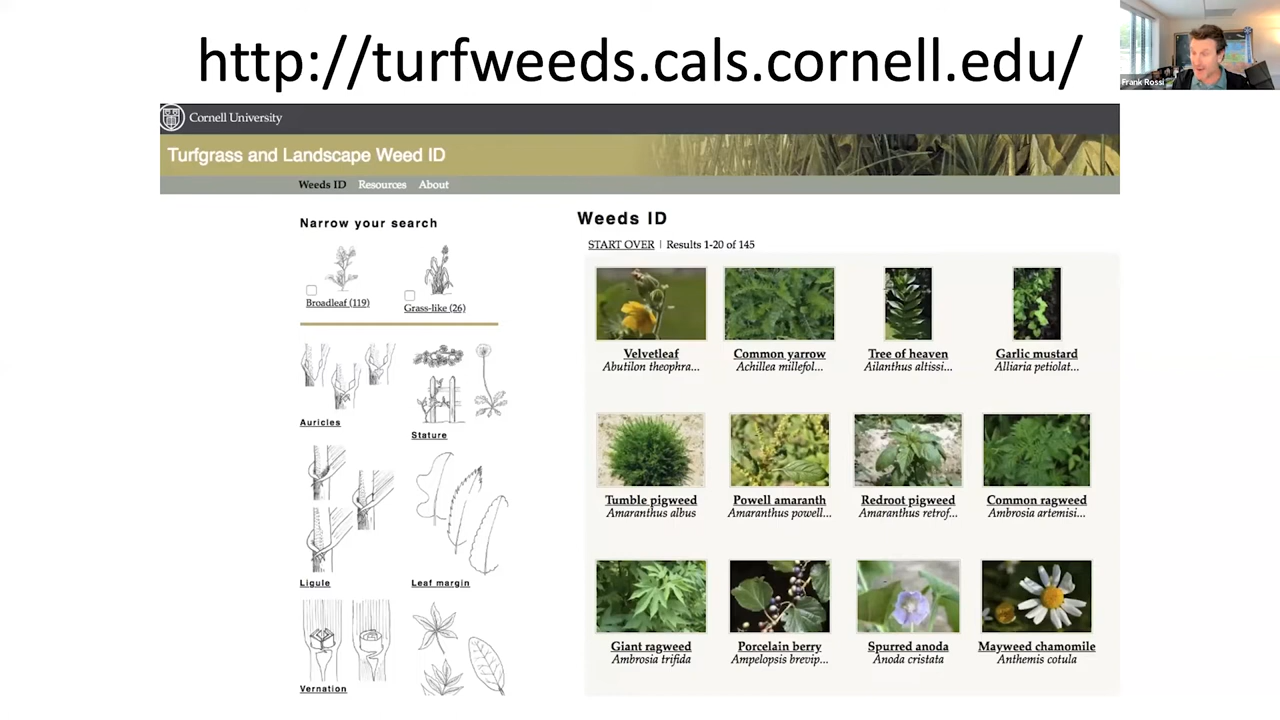 http://turfweeds.cals.cornell.edu/
Frank Rossi
Cornell University
Turfgrass and Landscape Weed ID
Weeds ID Resources About
Narrow your search
Broadleaf (119)
Grass-like (26)
Auricles
Stature
Ligule
Leaf margin
Vernation
Weeds ID
START OVER | Results 1-20 of 145
Velvetleaf Common yarrow Tree of heaven Garlic mustard
Abutilon theophra... Achillea millefol... Ailanthus altissi... Alliaria petiolat...
Tumble pigweed Powell amaranth Redroot pigweed Common ragweed
Amaranthus albus Amaranthus powell... Amaranthus retrof... Ambrosia artemisi...
Giant ragweed Porcelain berry Spurred anoda Mayweed chamomile
Ambrosia trifida Ampelopsis brevip... Anoda cristata Anthemis cotula